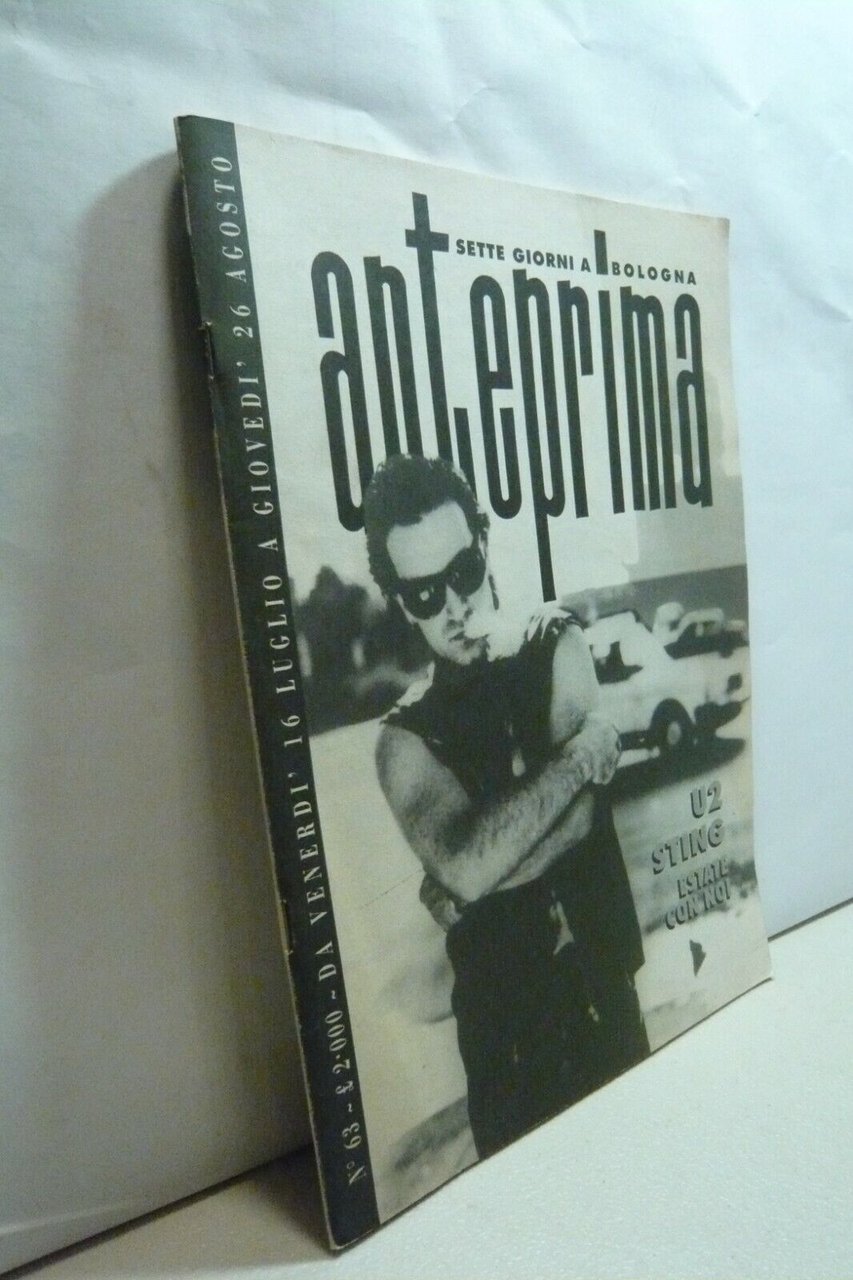 SETTE GIORNI A BOLOGNA
anteprima
U2
STING
ESTATE
CON NOI
N° 63 ~ £ 2.000 ~ DA VENERDI' 16 LUGLIO A GIOVEDI' 26 AGOSTO